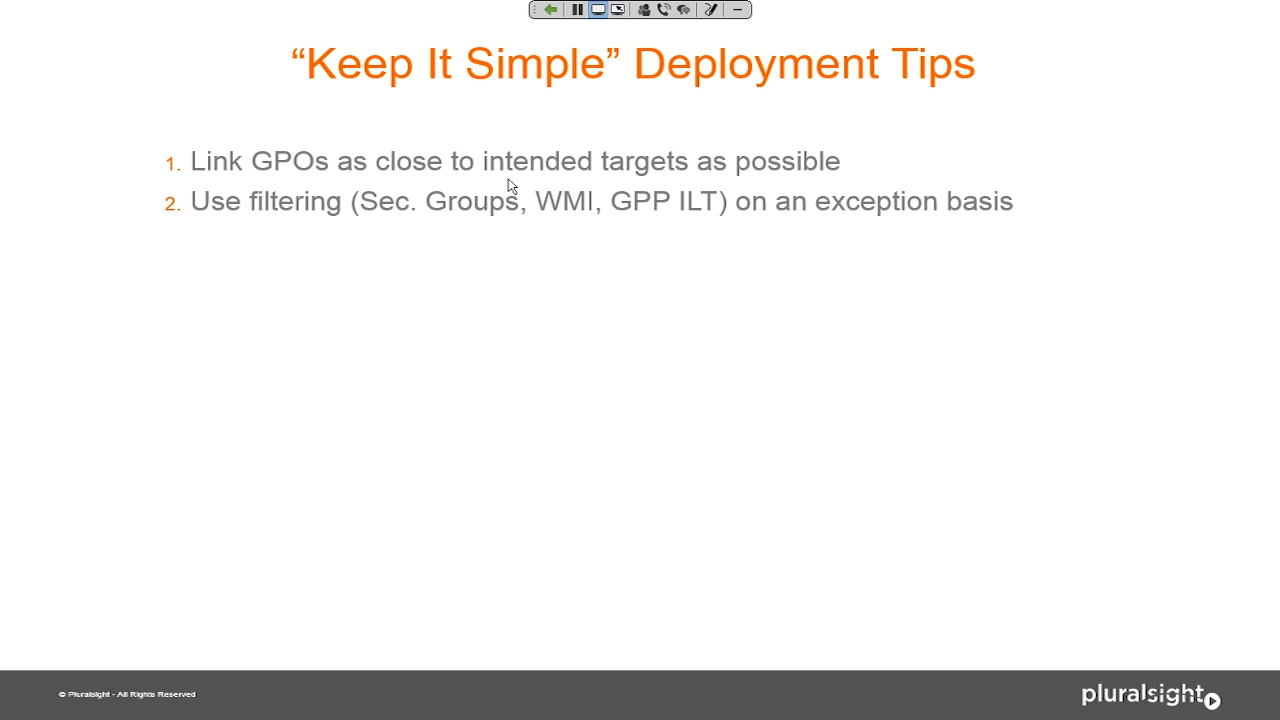 “Keep It Simple” Deployment Tips
1. Link GPOs as close to intended targets as possible
2. Use filtering (Sec. Groups, WMI, GPP ILT) on an exception basis
© Pluralsight - All Rights Reserved
pluralsight